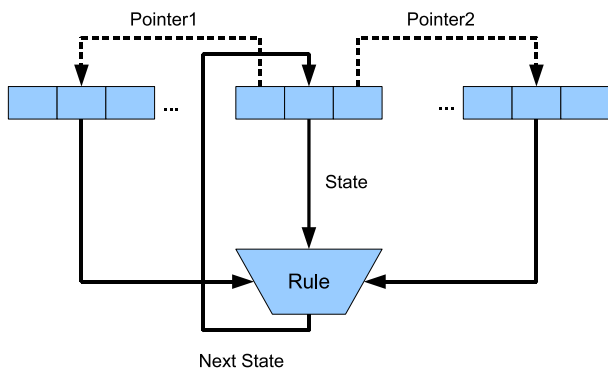 Pointer1
Pointer2
...
...
State
Rule
Next State